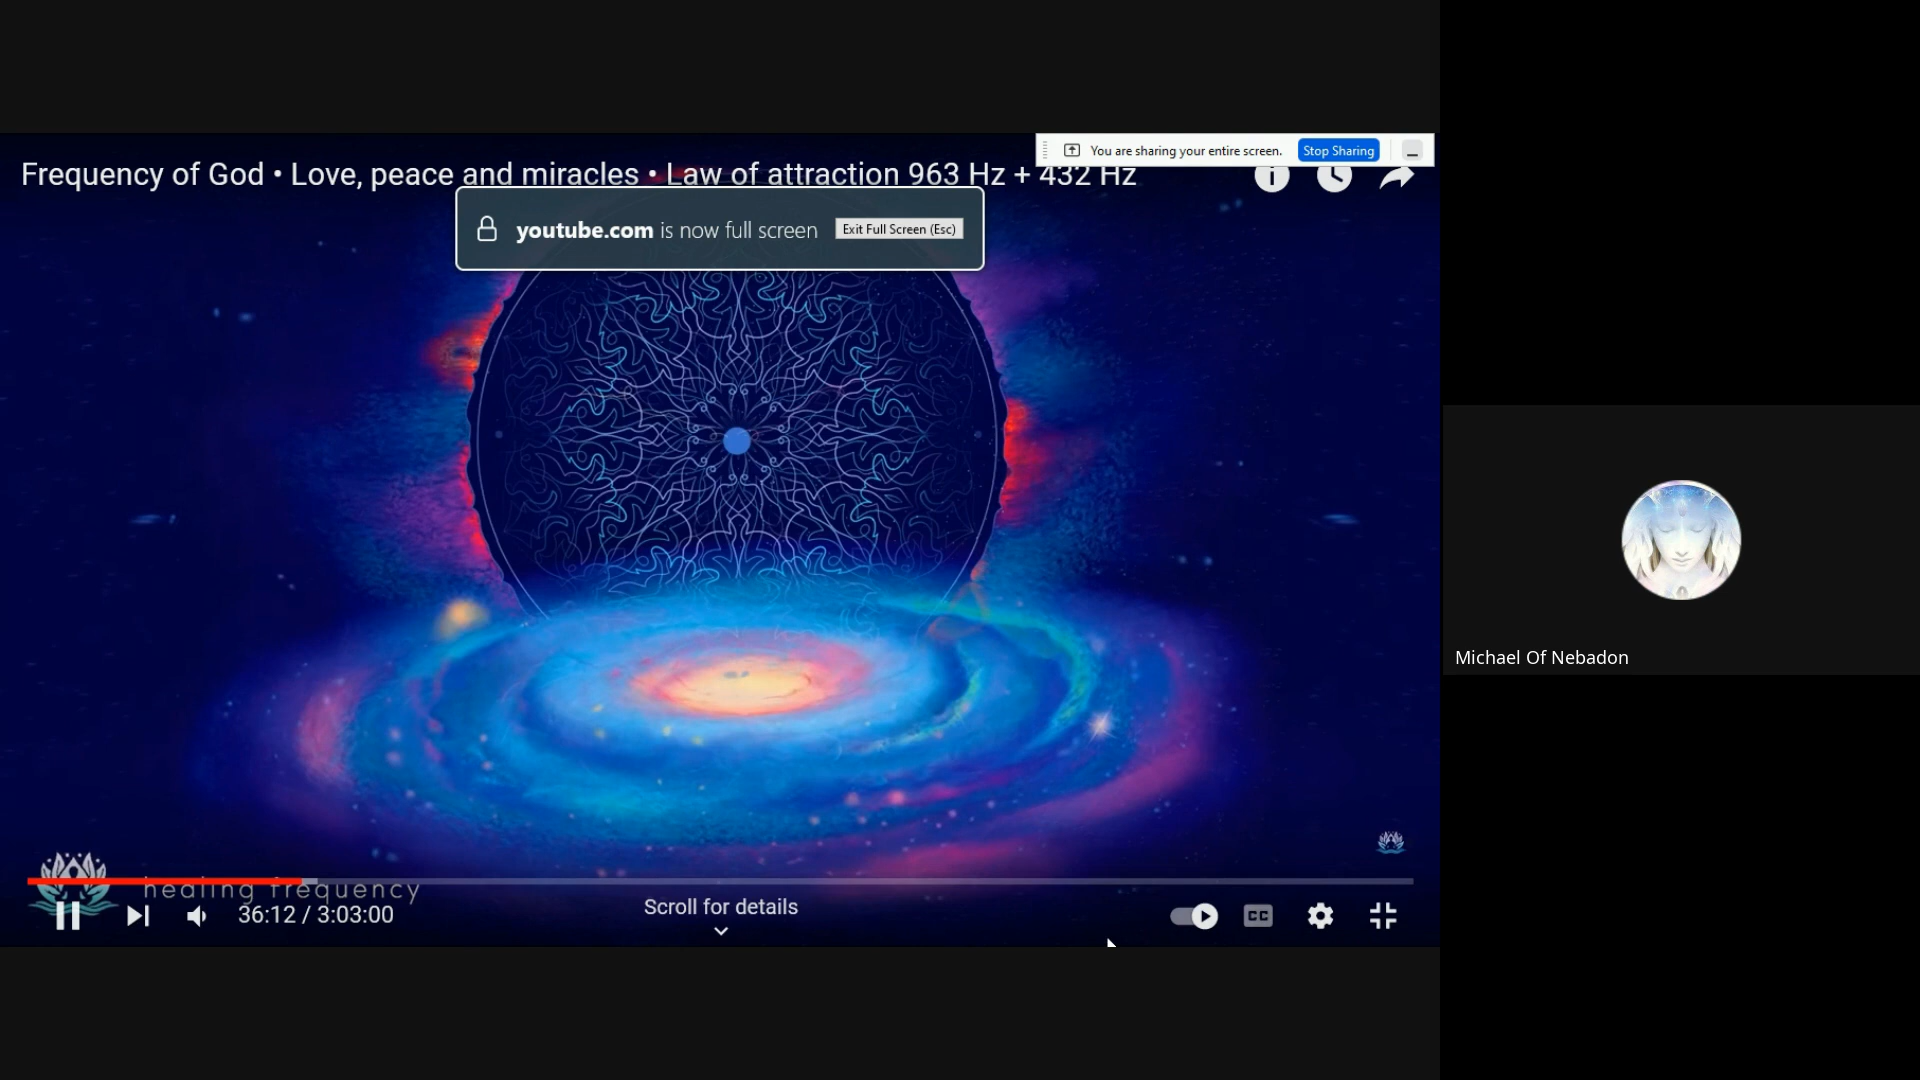 You are sharing your entire screen. Stop Sharing
Frequency of God • Love, peace and miracles • Law of attraction 963 Hz + 432 Hz
youtube.com is now full screen Exit Full Screen (Esc)
Michael Of Nebadon
healing frequency
Scroll for details
36:12 / 3:03:00
CC